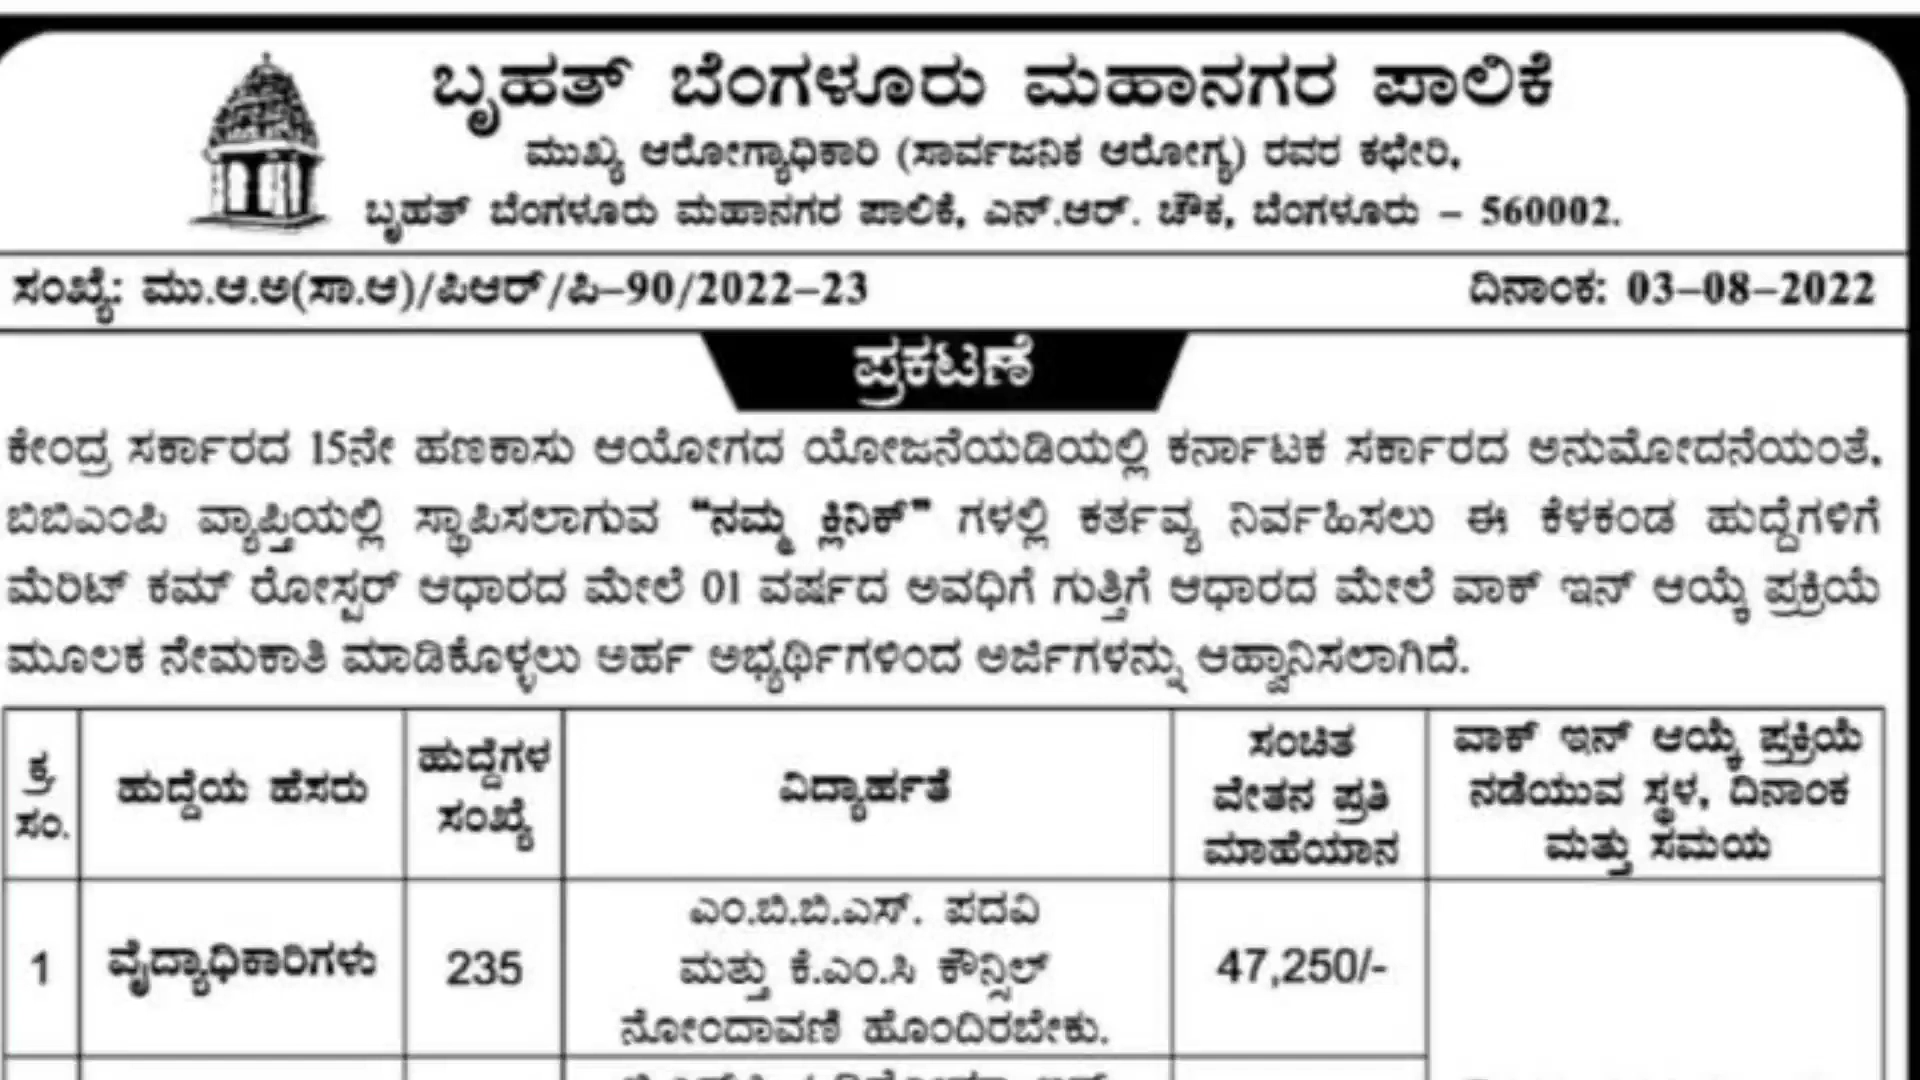 ಬೃಹತ್ ಬೆಂಗಳೂರು ಮಹಾನಗರ ಪಾಲಿಕೆ
ಮುಖ್ಯ ಆರೋಗ್ಯಾಧಿಕಾರಿ (ಸಾರ್ವಜನಿಕ ಆರೋಗ್ಯ) ರವರ ಕಛೇರಿ,
ಬೃಹತ್ ಬೆಂಗಳೂರು ಮಹಾನಗರ ಪಾಲಿಕೆ, ಎನ್.ಆರ್. ಚೌಕ, ಬೆಂಗಳೂರು – 560002.
ಸಂಖ್ಯೆ: ಮು.ಆ.ಅ(ಸಾ.ಆ)/ಪಿಆರ್/ಪಿ–90/2022–23 ದಿನಾಂಕ: 03–08–2022
ಪ್ರಕಟಣೆ
ಕೇಂದ್ರ ಸರ್ಕಾರದ 15ನೇ ಹಣಕಾಸು ಆಯೋಗದ ಯೋಜನೆಯಡಿಯಲ್ಲಿ ಕರ್ನಾಟಕ ಸರ್ಕಾರದ ಅನುಮೋದನೆಯಂತೆ,
ಬಿಬಿಎಂಪಿ ವ್ಯಾಪ್ತಿಯಲ್ಲಿ ಸ್ಥಾಪಿಸಲಾಗುವ "ನಮ್ಮ ಕ್ಲಿನಿಕ್" ಗಳಲ್ಲಿ ಕರ್ತವ್ಯ ನಿರ್ವಹಿಸಲು ಈ ಕೆಳಕಂಡ ಹುದ್ದೆಗಳಿಗೆ
ಮೆರಿಟ್ ಕಮ್ ರೋಸ್ಟರ್ ಆಧಾರದ ಮೇಲೆ 01 ವರ್ಷದ ಅವಧಿಗೆ ಗುತ್ತಿಗೆ ಆಧಾರದ ಮೇಲೆ ವಾಕ್ ಇನ್ ಆಯ್ಕೆ ಪ್ರಕ್ರಿಯೆ
ಮೂಲಕ ನೇಮಕಾತಿ ಮಾಡಿಕೊಳ್ಳಲು ಅರ್ಹ ಅಭ್ಯರ್ಥಿಗಳಿಂದ ಅರ್ಜಿಗಳನ್ನು ಆಹ್ವಾನಿಸಲಾಗಿದೆ.
ಕ್ರ
ಸಂ.
ಹುದ್ದೆಯ ಹೆಸರು
ಹುದ್ದೆಗಳ
ಸಂಖ್ಯೆ
ವಿದ್ಯಾರ್ಹತೆ
ಸಂಚಿತ
ವೇತನ ಪ್ರತಿ
ಮಾಹೆಯಾನ
ವಾಕ್ ಇನ್ ಆಯ್ಕೆ ಪ್ರಕ್ರಿಯೆ
ನಡೆಯುವ ಸ್ಥಳ, ದಿನಾಂಕ
ಮತ್ತು ಸಮಯ
1
ವೈದ್ಯಾಧಿಕಾರಿಗಳು
235
ಎಂ.ಬಿ.ಬಿ.ಎಸ್. ಪದವಿ
ಮತ್ತು ಕೆ.ಎಂ.ಸಿ ಕೌನ್ಸಿಲ್
ನೋಂದಾವಣಿ ಹೊಂದಿರಬೇಕು.
47,250/-